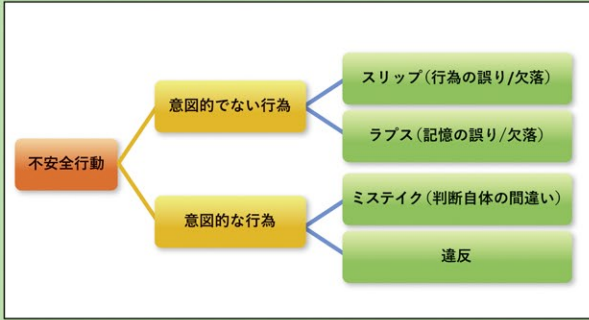 不安全行動
意図的でない行為
スリップ(行為の誤り/欠落)
ラプス(記憶の誤り/欠落)
意図的な行為
ミステイク(判断自体の間違い)
違反